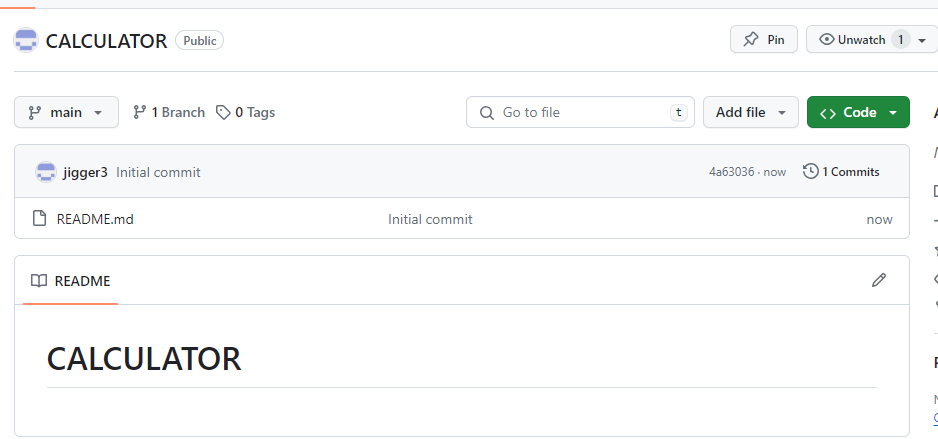 CALCULATOR Public Pin Unwatch 1
main 1 Branch 0 Tags Go to file t Add file Code
jigger3 Initial commit 4a63036 · now 1 Commits
README.md Initial commit now
README
CALCULATOR